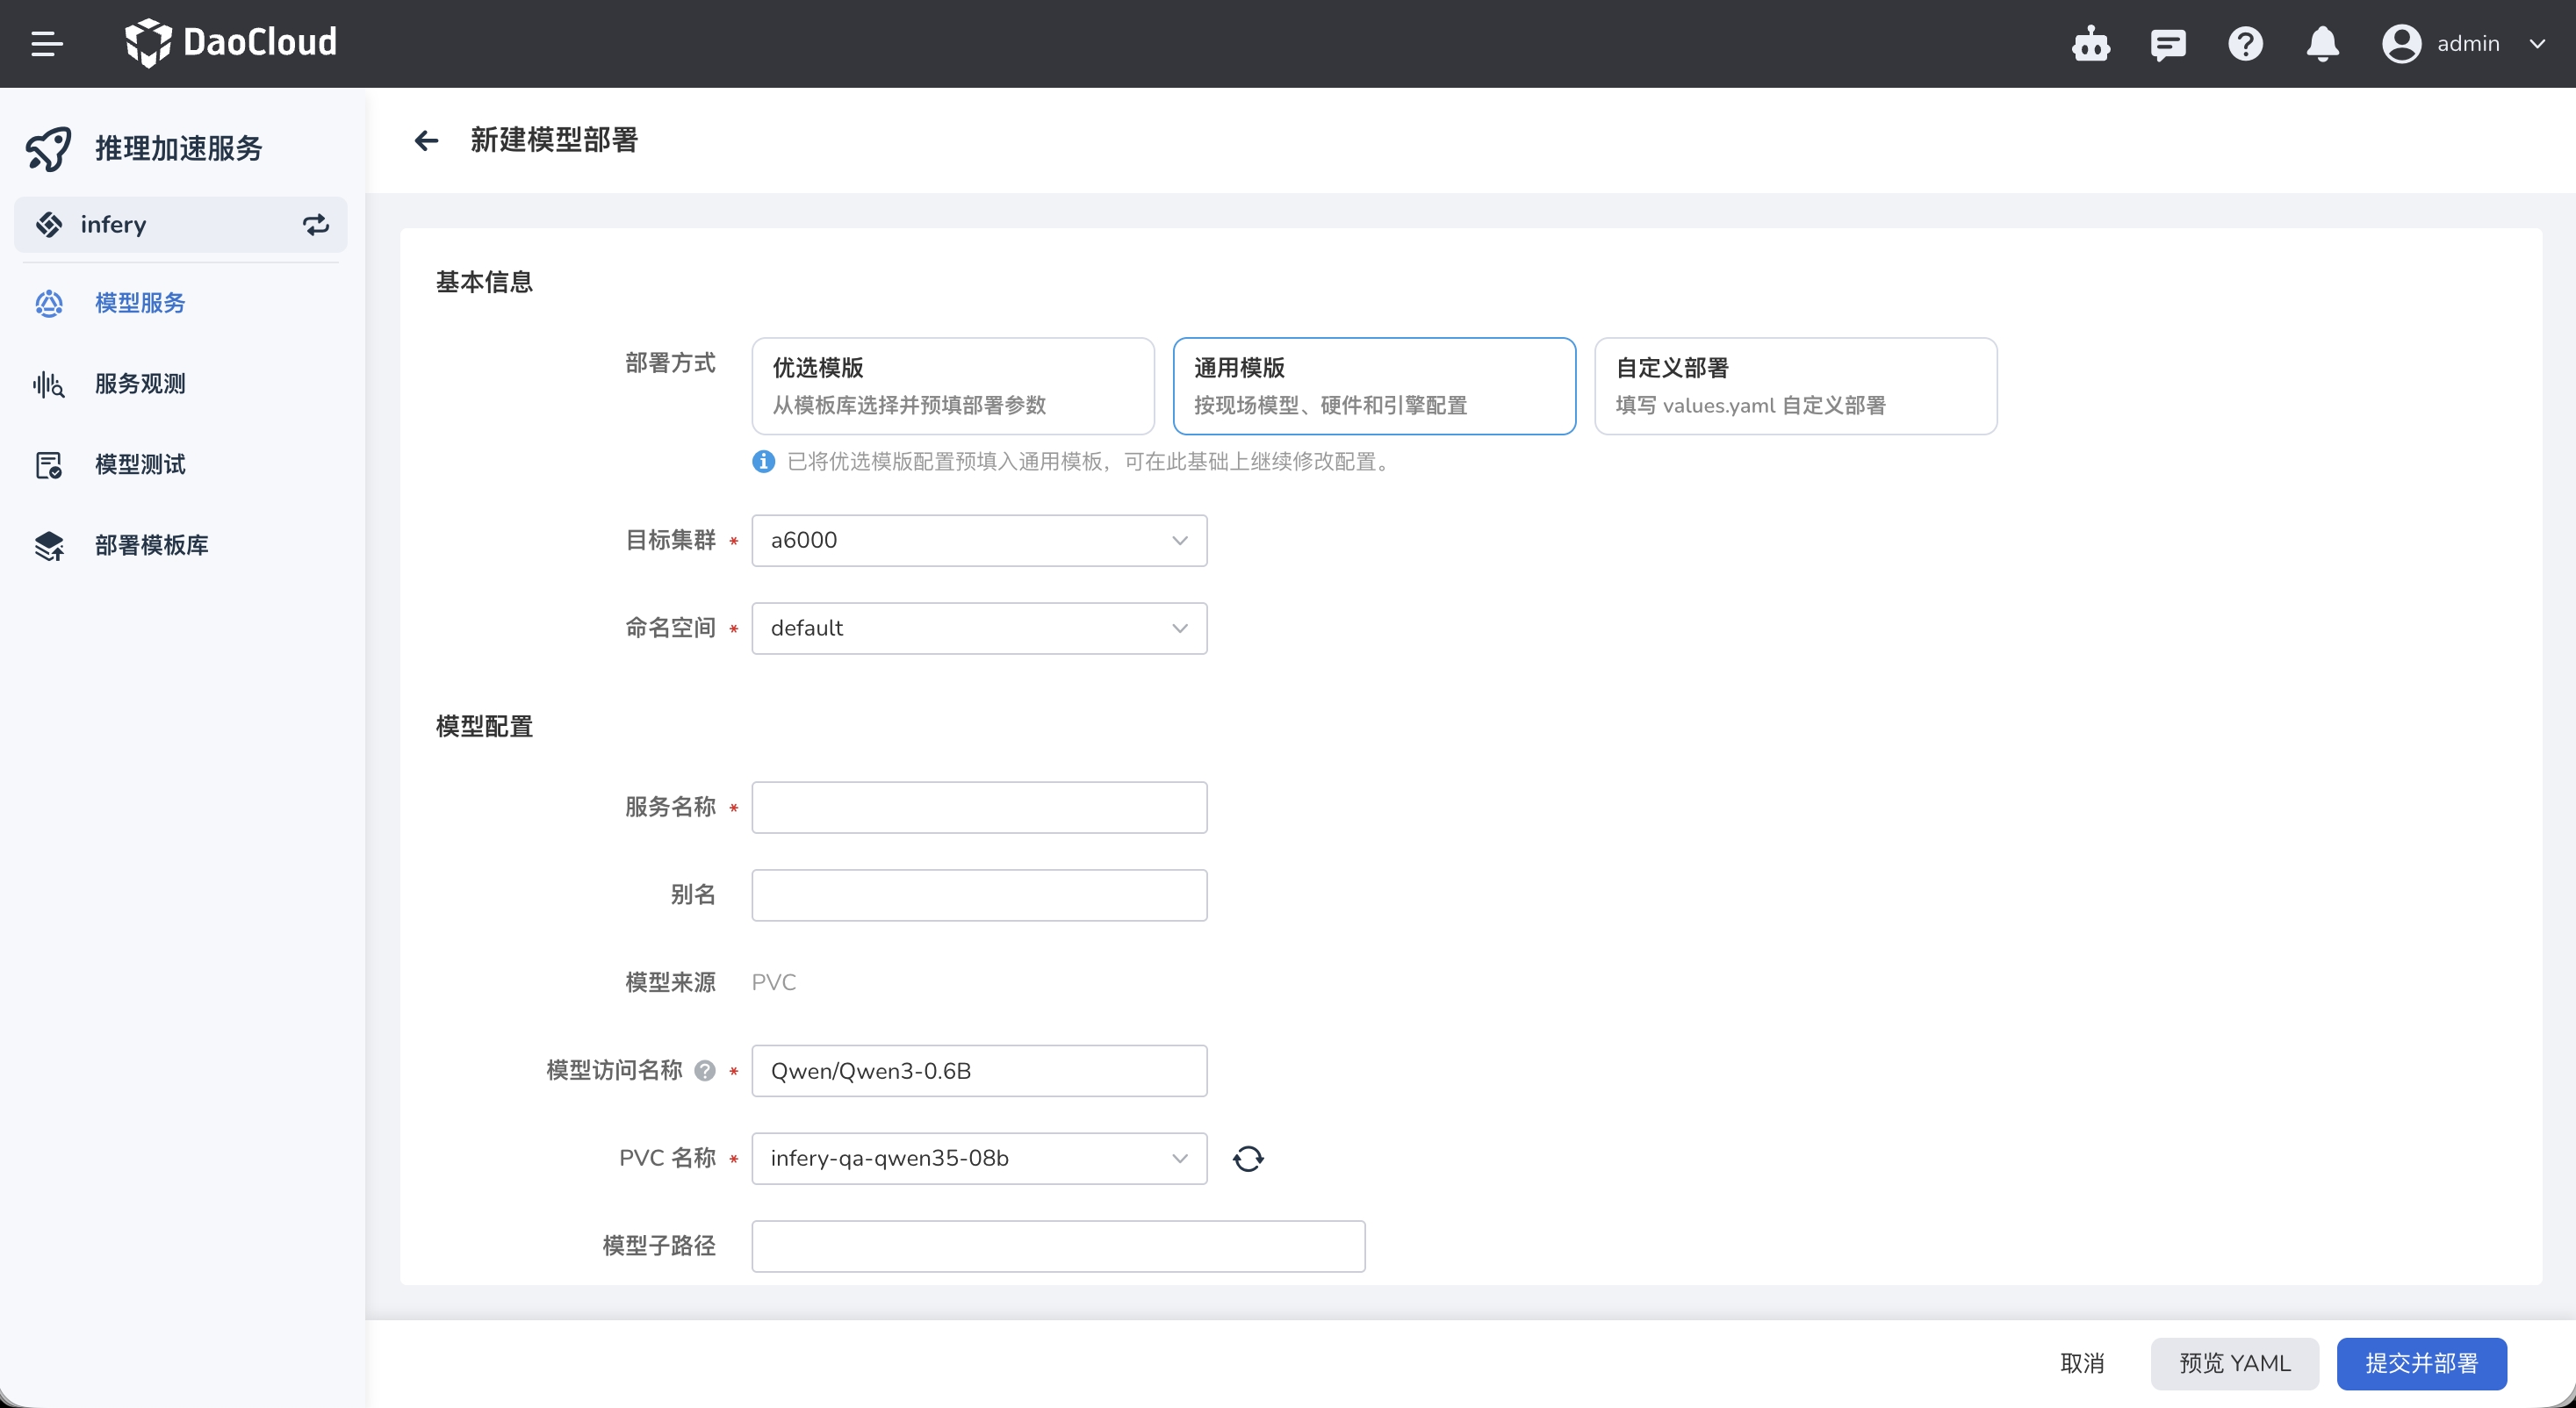 DaoCloud
admin
推理加速服务
infery
模型服务
服务观测
模型测试
部署模板库
新建模型部署
基本信息
部署方式
优选模版
从模板库选择并预填部署参数
通用模版
按现场模型、硬件和引擎配置
自定义部署
填写 values.yaml 自定义部署
已将优选模版配置预填入通用模板，可在此基础上继续修改配置。
目标集群 *
a6000
命名空间 *
default
模型配置
服务名称 *
别名
模型来源
PVC
模型访问名称 ? *
Qwen/Qwen3-0.6B
PVC 名称 *
infery-qa-qwen35-08b
模型子路径
取消
预览 YAML
提交并部署